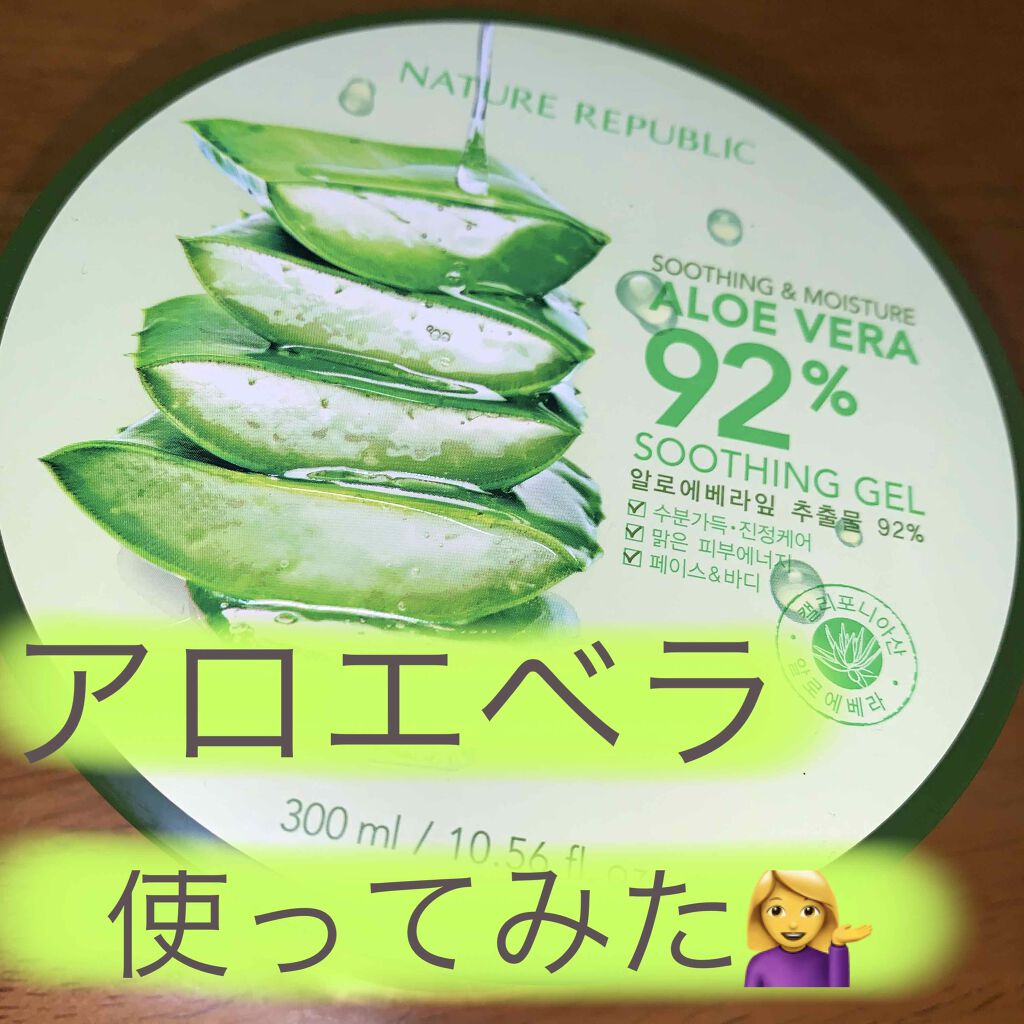 NATURE REPUBLIC
SOOTHING & MOISTURE
ALOE VERA
92%
SOOTHING GEL
알로에베라잎 추출물 92%
수분가득·진정케어
맑은 피부에너지
페이스&바디
캘리포니아산
알로에베라
アロエベラ
300 ml / 10.56 fl. oz
使ってみた💁‍♀️